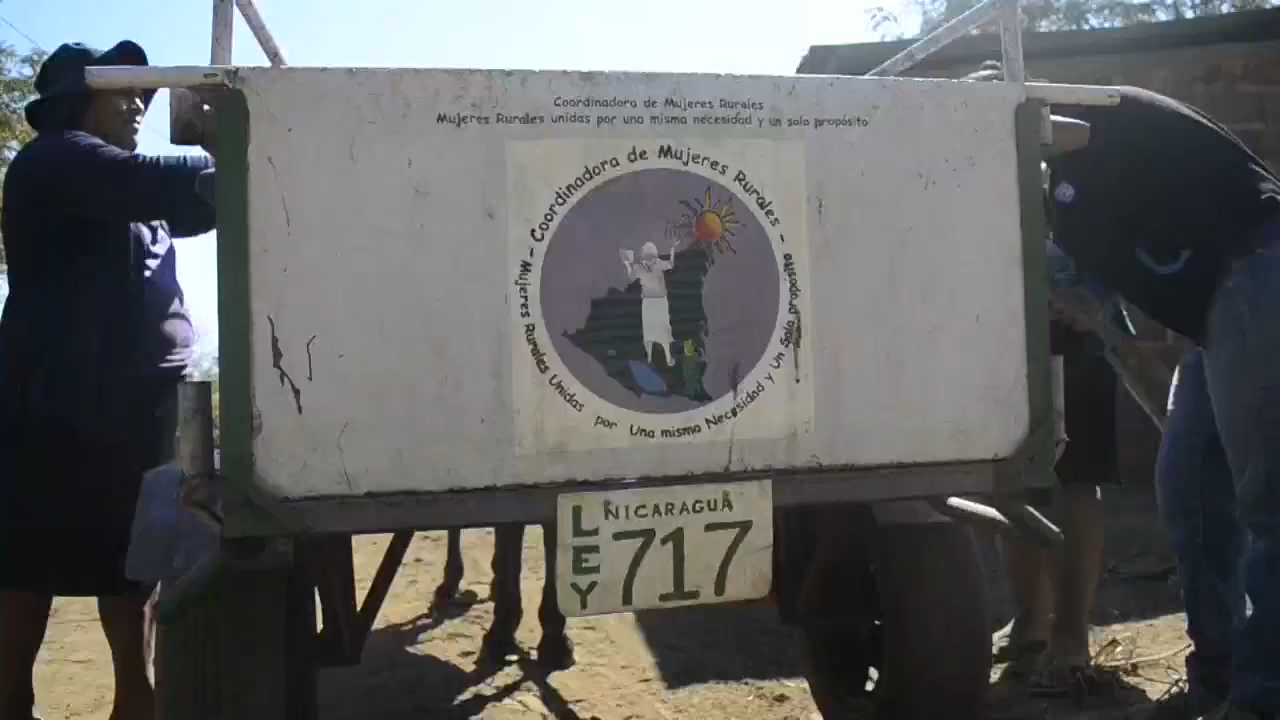 Coordinadora de Mujeres Rurales
Mujeres Rurales unidas por una misma necesidad y un solo propósito
- Coordinadora de Mujeres Rurales -
Mujeres Rurales Unidas por Una misma Necesidad y Un Solo propósito
LEY
NICARAGUA
717